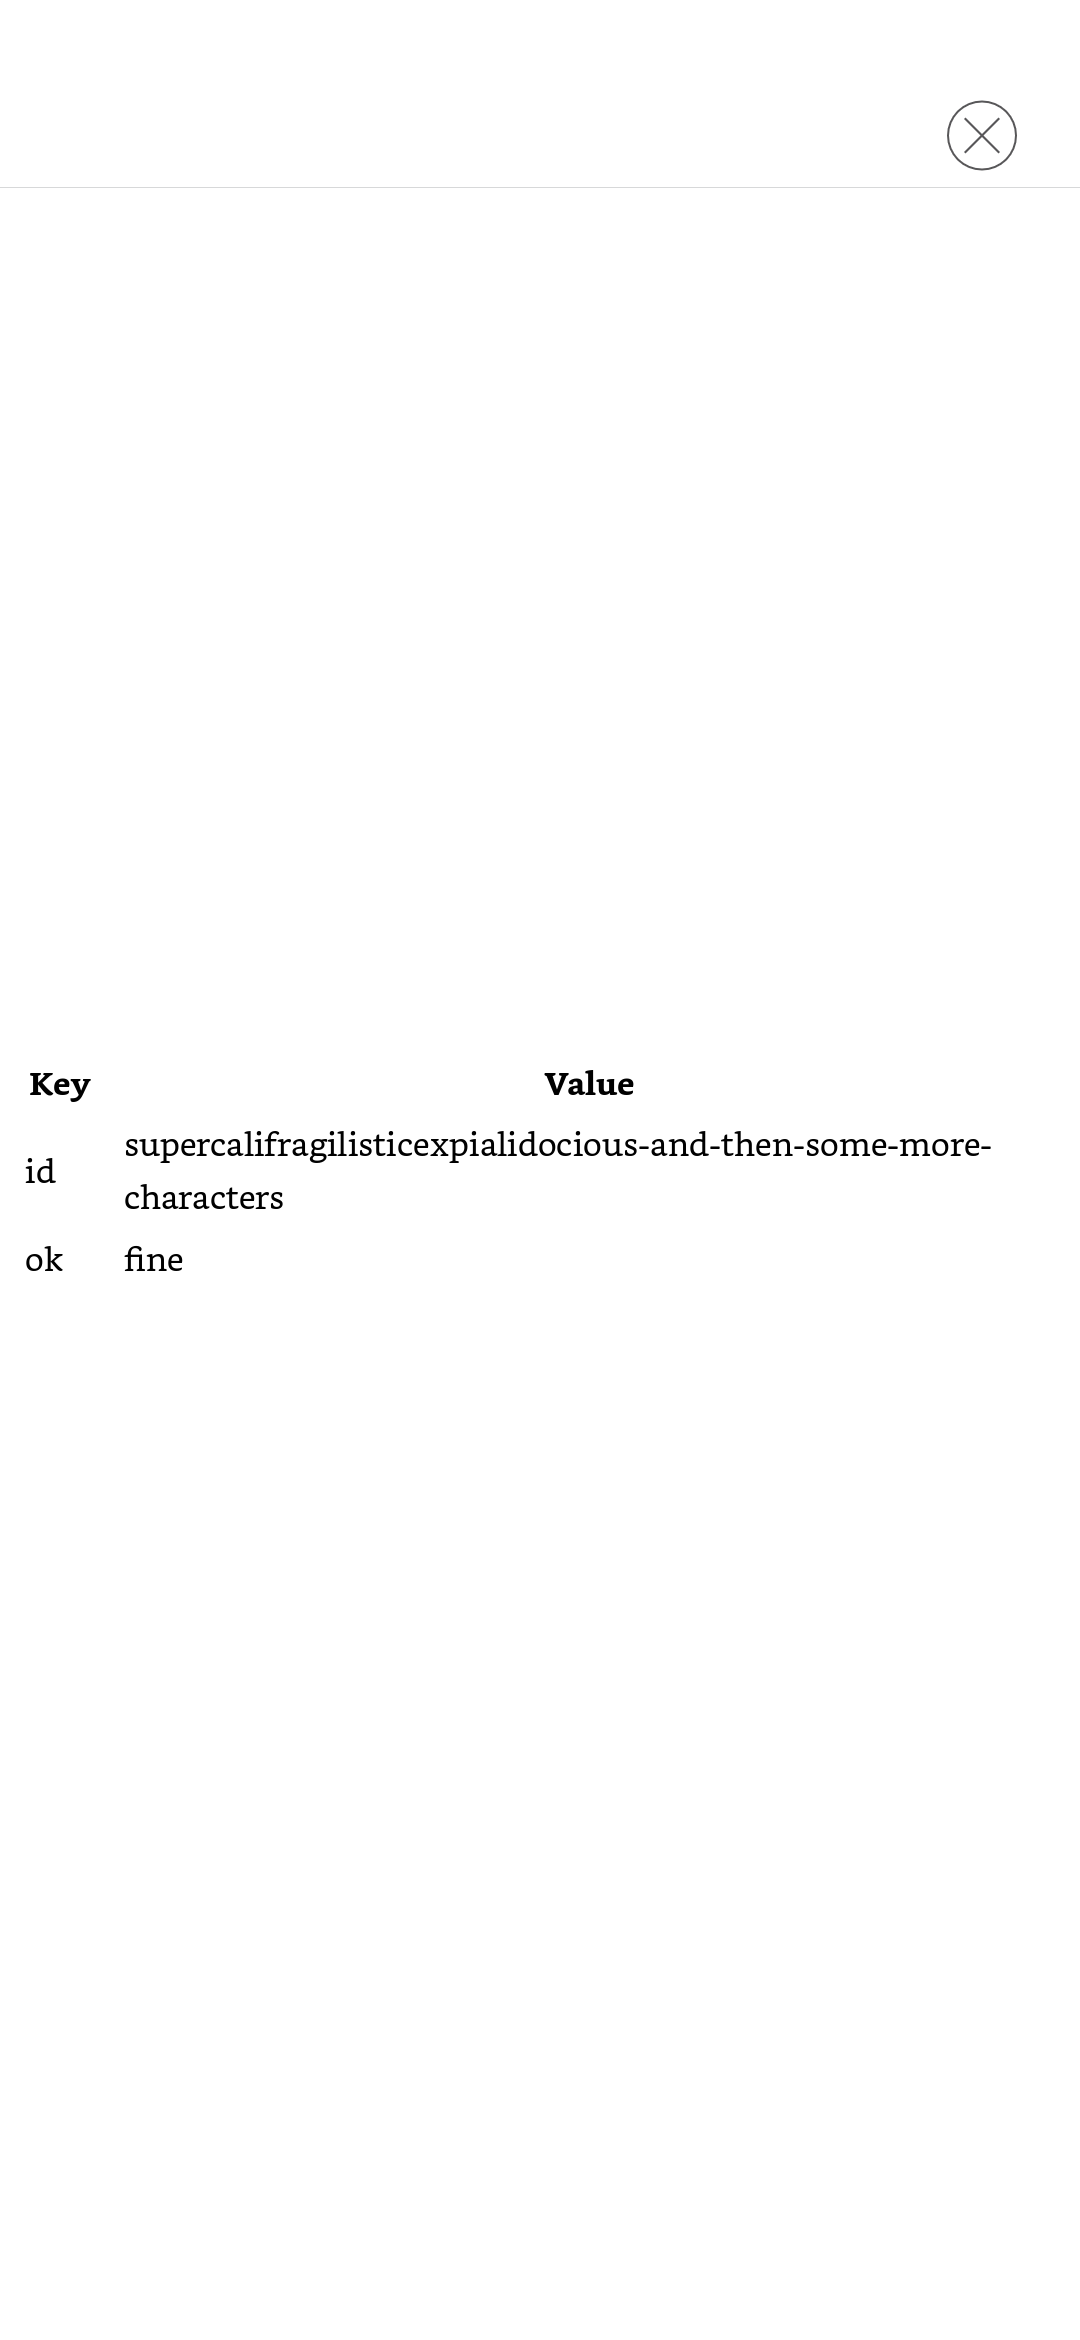 Key Value
id supercalifragilisticexpialidocious-and-then-some-more-
characters
ok fine